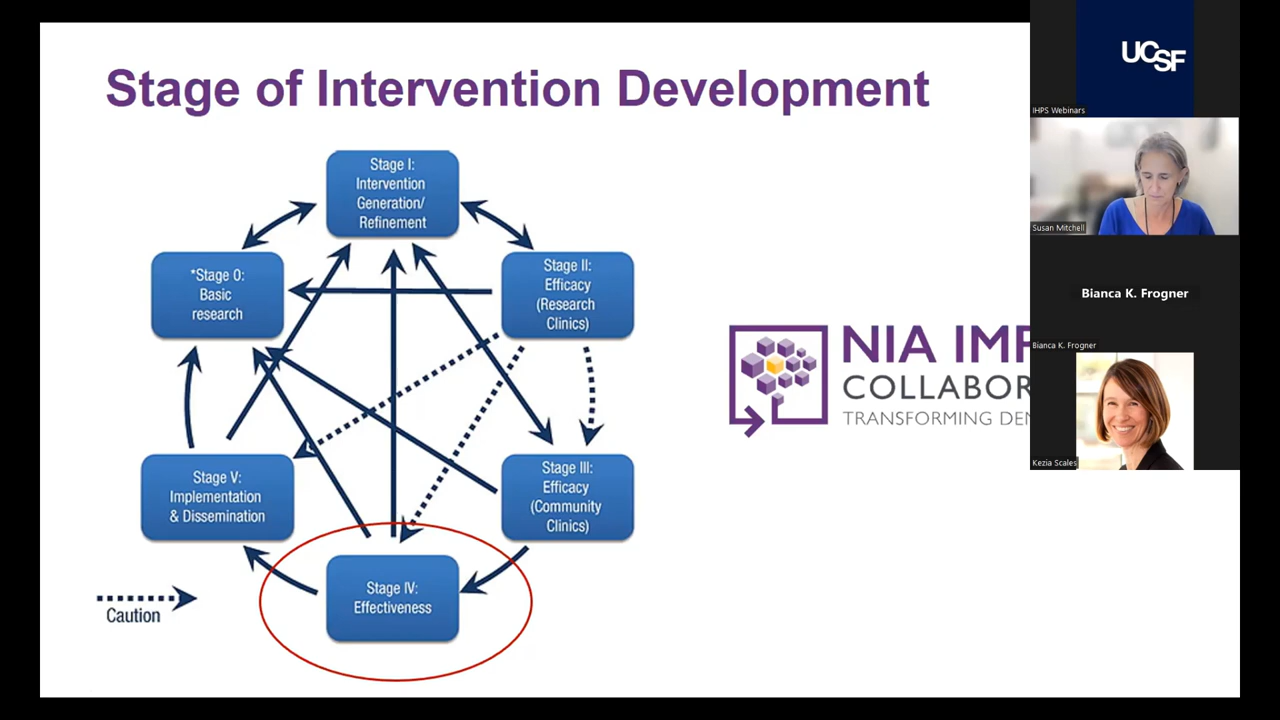 Stage of Intervention Development
Stage I:
Intervention
Generation/
Refinement
*Stage 0:
Basic
research
Stage II:
Efficacy
(Research
Clinics)
Stage V:
Implementation
& Dissemination
Stage III:
Efficacy
(Community
Clinics)
Stage IV:
Effectiveness
Caution
NIA
COLLABOR
TRANSFORMING
UCSF
IHPS Webinars
Susan Mitchell
Bianca K. Frogner
Bianca K. Frogner
Kezia Scales